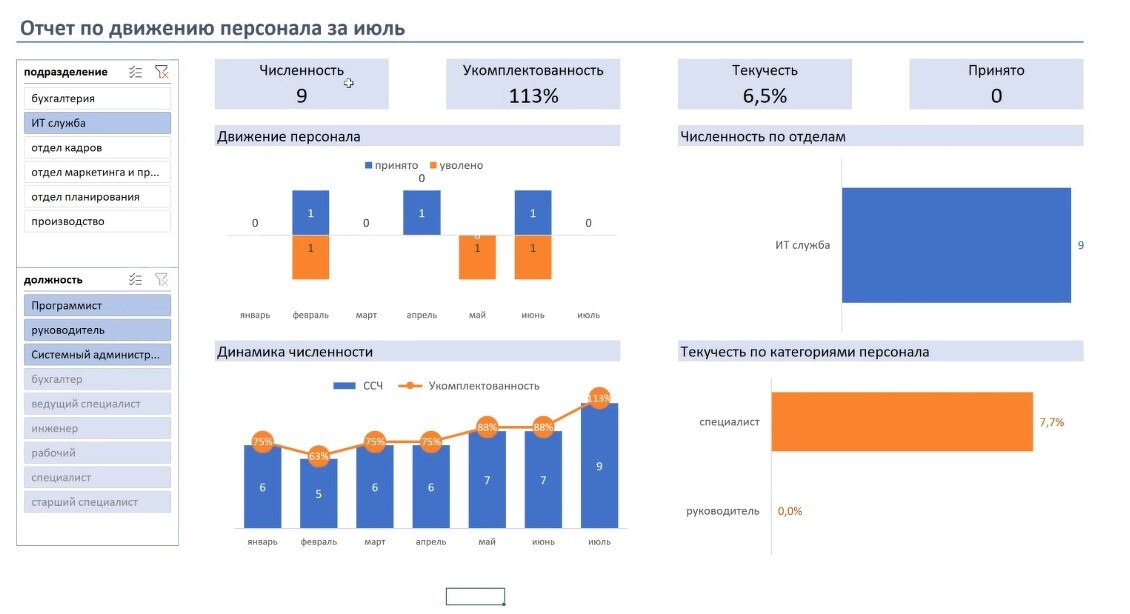 Отчет по движению персонала за июль
подразделение
бухгалтерия
ИТ служба
отдел кадров
отдел маркетинга и пр...
отдел планирования
производство
должность
Программист
руководитель
Системный администр...
бухгалтер
ведущий специалист
инженер
рабочий
специалист
старший специалист
Численность
9
Укомплектованность
113%
Текучесть
6,5%
Принято
0
Движение персонала
принято уволено
0
0 1 0 1 1 0
0
1 1 1
январь февраль март апрель май июнь июль
Численность по отделам
ИТ служба 9
Динамика численности
ССЧ Укомплектованность
75% 63% 75% 75% 88% 88% 113%
6 5 6 6 7 7 9
январь февраль март апрель май июнь июль
Текучесть по категориями персонала
специалист 7,7%
руководитель 0,0%